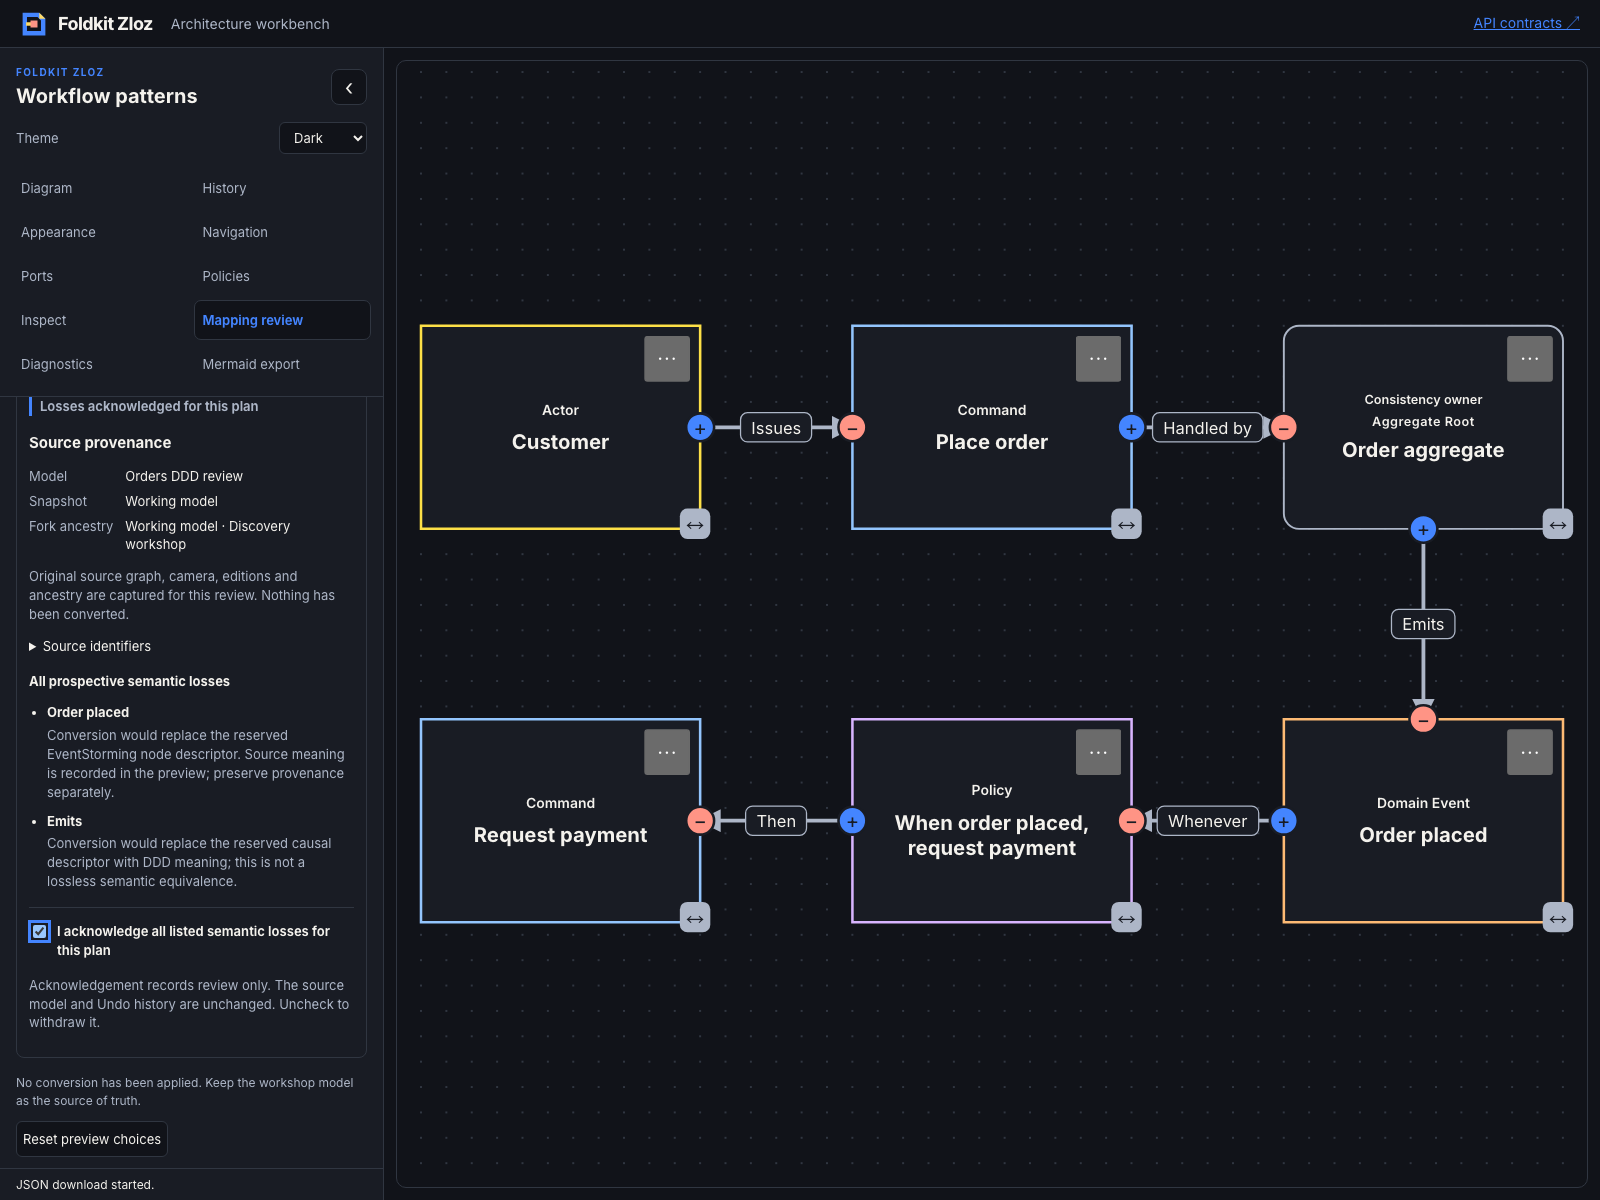 Foldkit Zloz
Architecture workbench
API contracts ↗
FOLDKIT ZLOZ
Workflow patterns
Theme
Dark
Diagram
History
Appearance
Navigation
Ports
Policies
Inspect
Mapping review
Diagnostics
Mermaid export
Losses acknowledged for this plan
Source provenance
Model
Orders DDD review
Snapshot
Working model
Fork ancestry
Working model · Discovery
workshop
Original source graph, camera, editions and
ancestry are captured for this review. Nothing has
been converted.
Source identifiers
All prospective semantic losses
• Order placed
Conversion would replace the reserved
EventStorming node descriptor. Source meaning
is recorded in the preview; preserve provenance
separately.
• Emits
Conversion would replace the reserved causal
descriptor with DDD meaning; this is not a
lossless semantic equivalence.
I acknowledge all listed semantic losses for
this plan
Acknowledgement records review only. The source
model and Undo history are unchanged. Uncheck to
withdraw it.
No conversion has been applied. Keep the workshop model
as the source of truth.
Reset preview choices
JSON download started.
Actor
Customer
Issues
Command
Place order
Handled by
Consistency owner
Aggregate Root
Order aggregate
Emits
Command
Request payment
Then
Policy
When order placed,
request payment
Whenever
Domain Event
Order placed